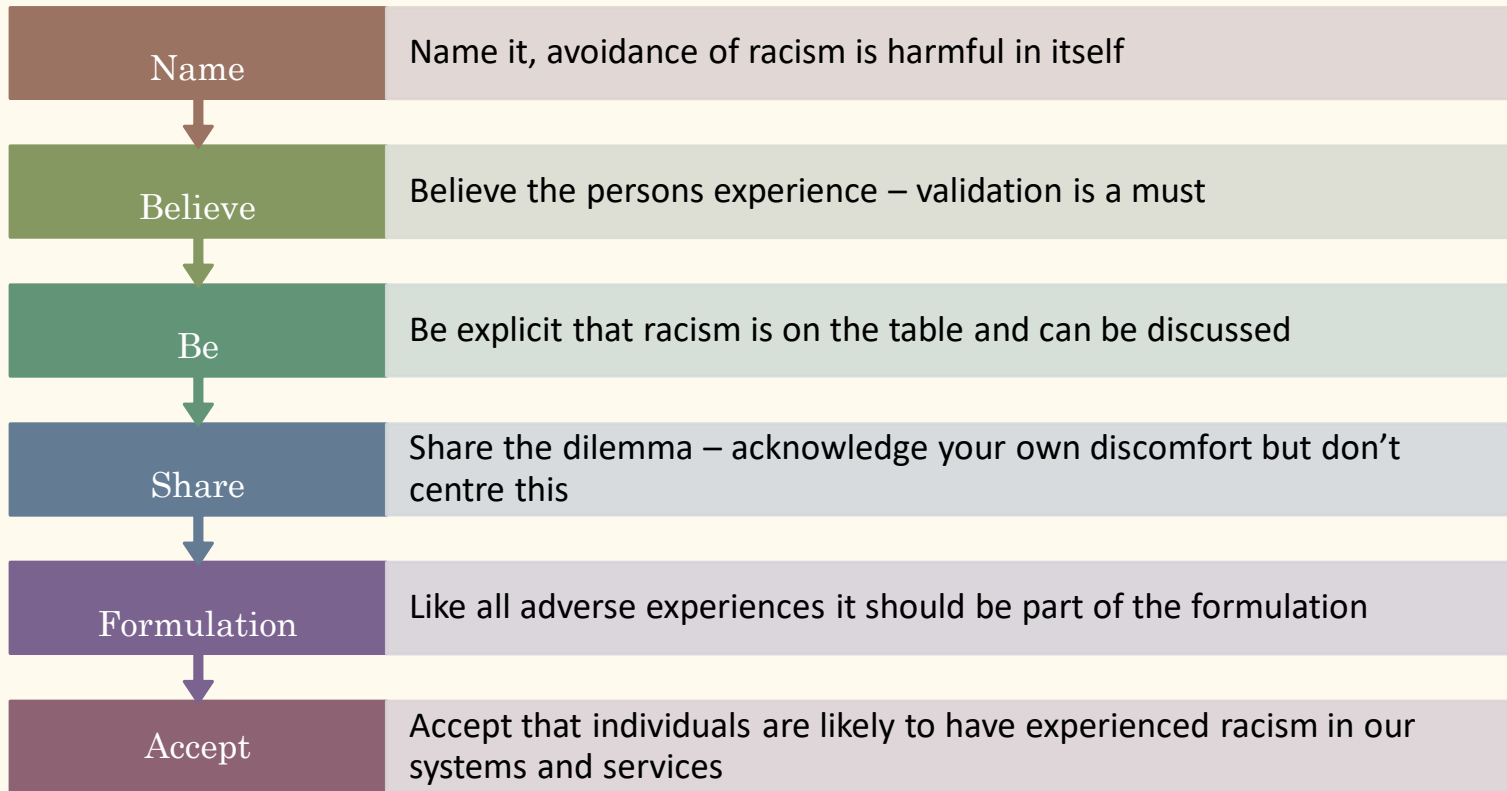 Name
Name it, avoidance of racism is harmful in itself
Believe
Believe the persons experience – validation is a must
Be
Be explicit that racism is on the table and can be discussed
Share
Share the dilemma – acknowledge your own discomfort but don’t
centre this
Formulation
Like all adverse experiences it should be part of the formulation
Accept
Accept that individuals are likely to have experienced racism in our
systems and services